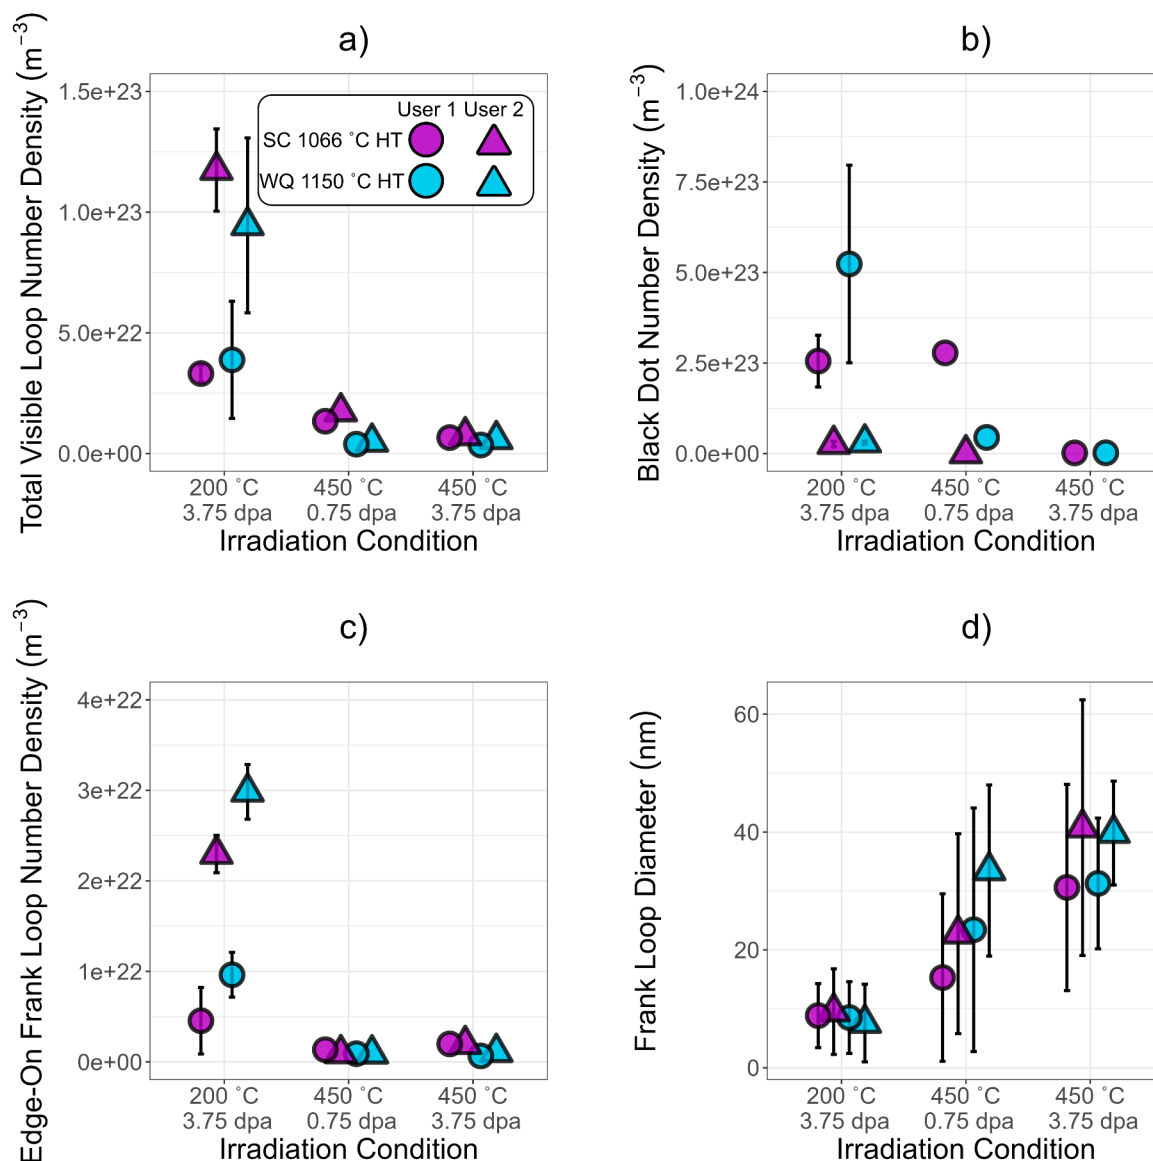 a)
Total Visible Loop Number Density (m⁻³)
1.5e+23
1.0e+23
5.0e+22
0.0e+00
User 1 User 2
SC 1066 °C HT
WQ 1150 °C HT
200 °C
3.75 dpa
450 °C
0.75 dpa
450 °C
3.75 dpa
Irradiation Condition
b)
Black Dot Number Density (m⁻³)
1.0e+24
7.5e+23
5.0e+23
2.5e+23
0.0e+00
200 °C
3.75 dpa
450 °C
0.75 dpa
450 °C
3.75 dpa
Irradiation Condition
c)
Edge-On Frank Loop Number Density (m⁻³)
4e+22
3e+22
2e+22
1e+22
0e+00
200 °C
3.75 dpa
450 °C
0.75 dpa
450 °C
3.75 dpa
Irradiation Condition
d)
Frank Loop Diameter (nm)
60
40
20
0
200 °C
3.75 dpa
450 °C
0.75 dpa
450 °C
3.75 dpa
Irradiation Condition